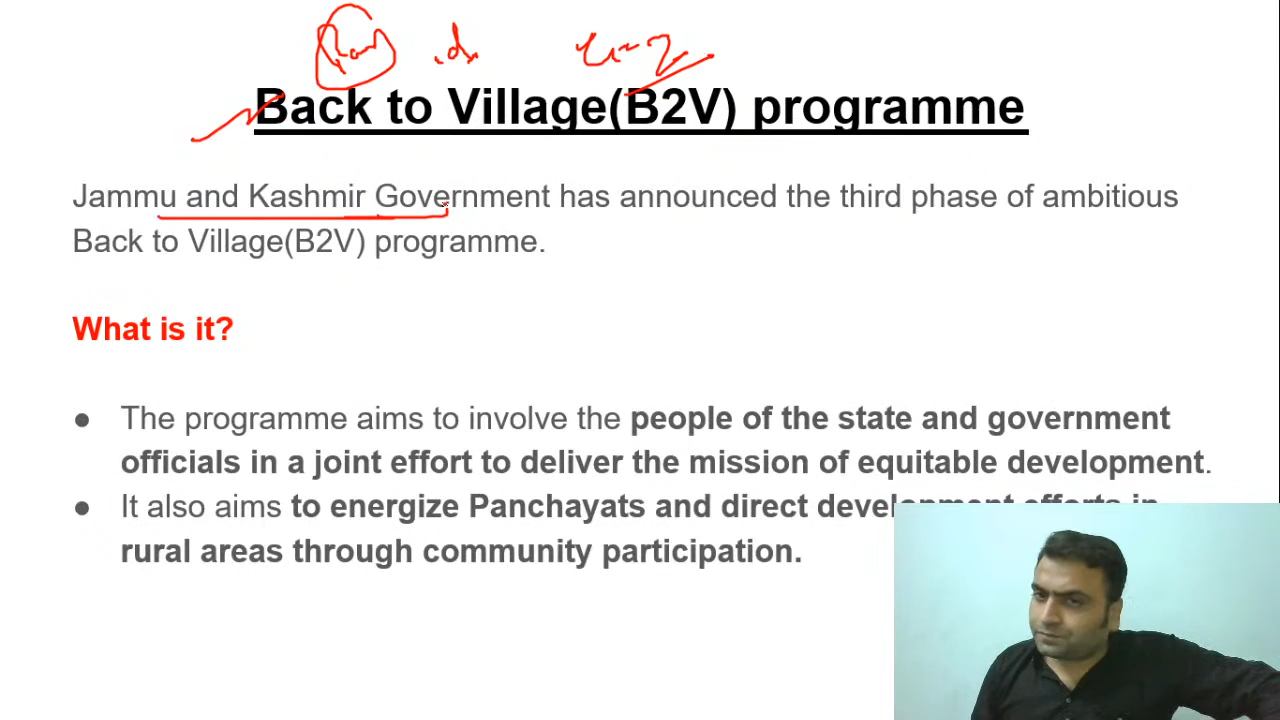 Back to Village(B2V) programme
Jammu and Kashmir Government has announced the third phase of ambitious
Back to Village(B2V) programme.
What is it?
● The programme aims to involve the people of the state and government
officials in a joint effort to deliver the mission of equitable development.
● It also aims to energize Panchayats and direct development efforts in
rural areas through community participation.